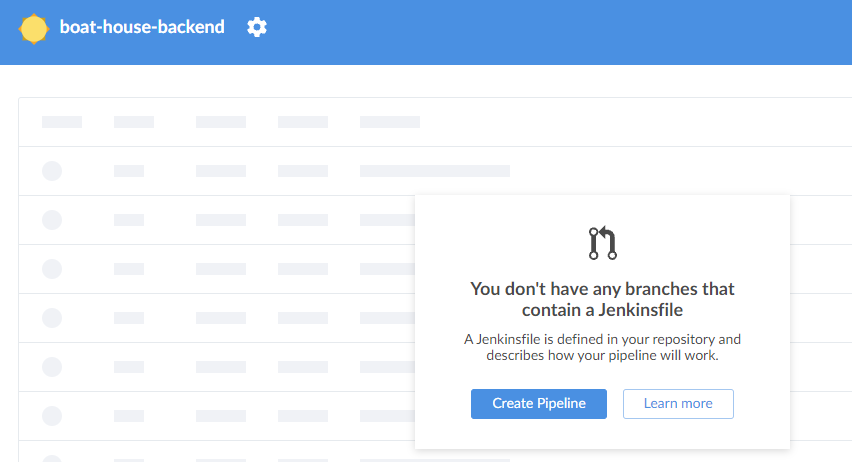 boat-house-backend
You don't have any branches that
contain a Jenkinsfile
A Jenkinsfile is defined in your repository and
describes how your pipeline will work.
Create Pipeline
Learn more